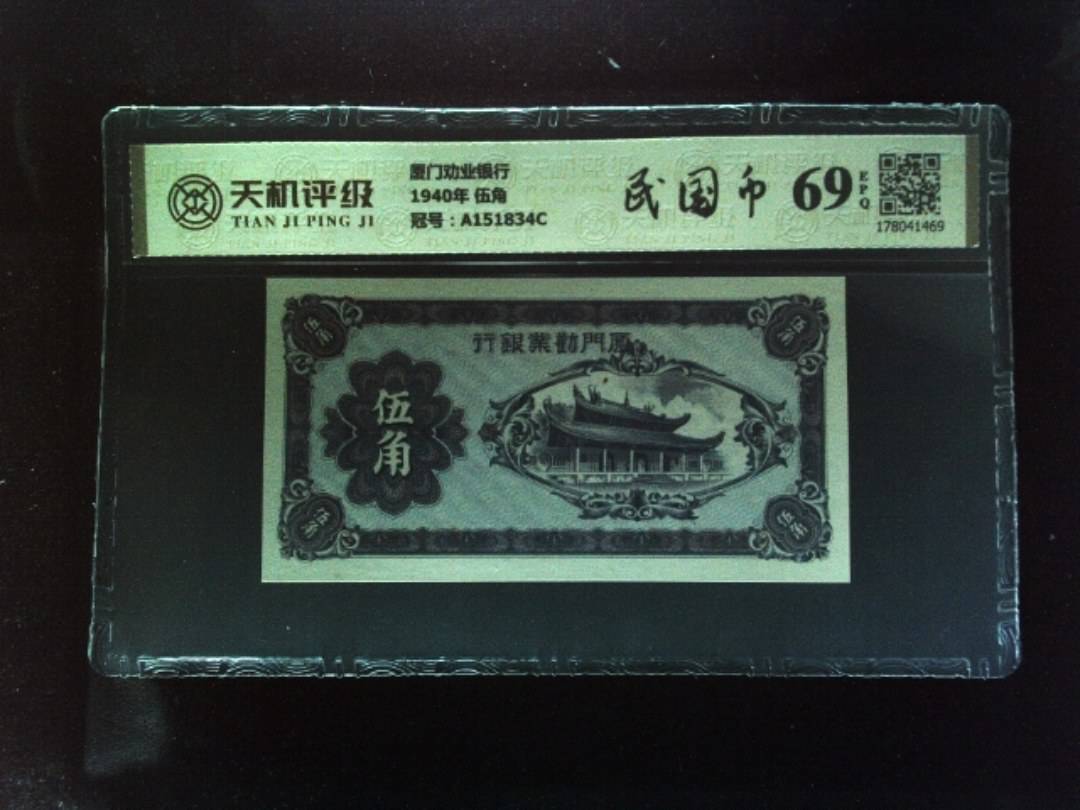 天机评级
TIAN JI PING JI
厦门劝业银行
1940年 伍角
冠号：A151834C
民国币
69
EPQ
178041469
行銀業勸門厦
伍角
伍角
伍角
伍角
伍角